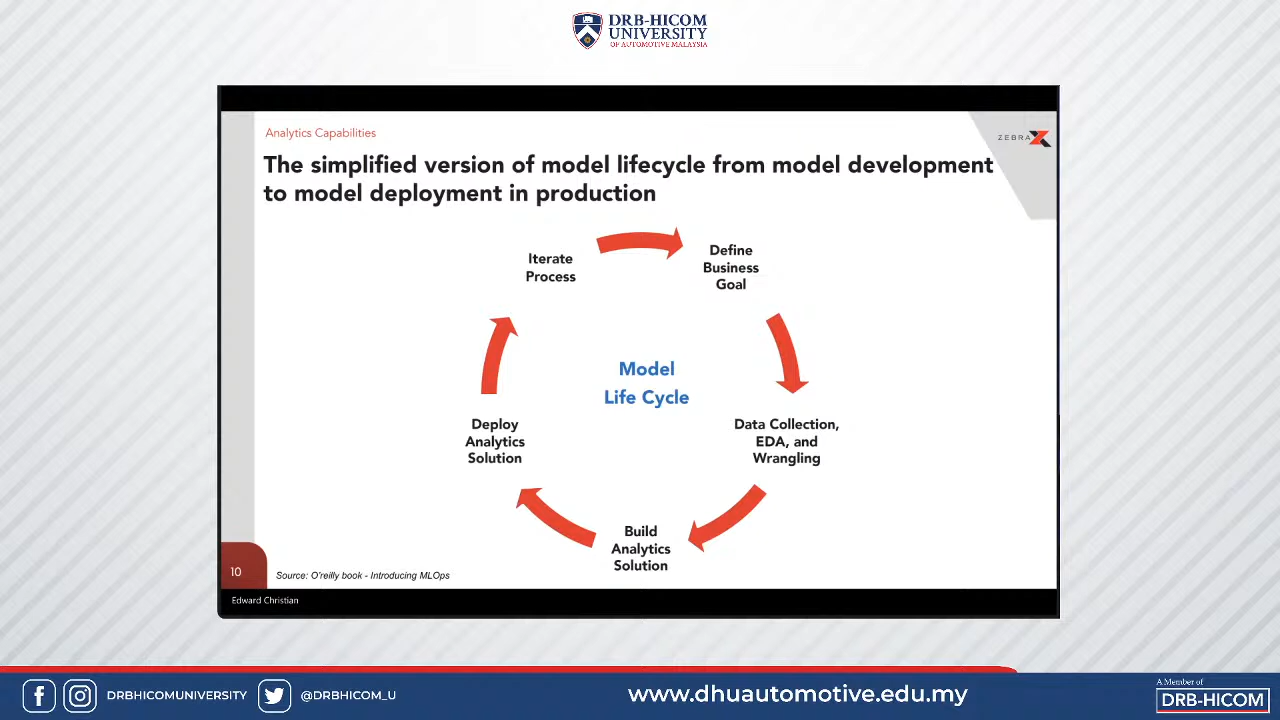 DRB-HICOM
UNIVERSITY
OF AUTOMOTIVE MALAYSIA
Analytics Capabilities
ZEBRAX
The simplified version of model lifecycle from model development
to model deployment in production
Iterate
Process
Define
Business
Goal
Model
Life Cycle
Deploy
Analytics
Solution
Data Collection,
EDA, and
Wrangling
Build
Analytics
Solution
10
Source: O'reilly book - Introducing MLOps
Edward Christian
DRBHICOMUNIVERSITY
@DRBHICOM_U
www.dhuautomotive.edu.my
A Member of
DRB-HICOM